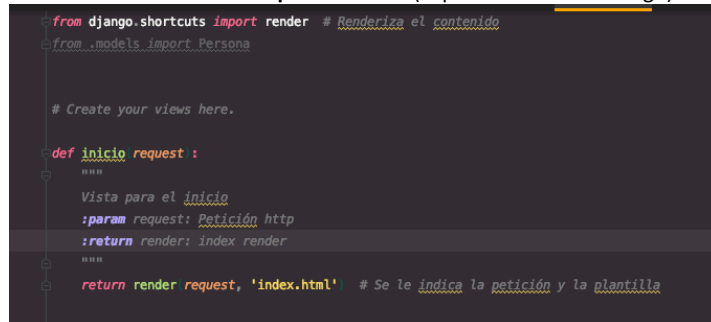 from django.shortcuts import render  # Renderiza el contenido
from .models import Persona
# Create your views here.
def inicio(request):
"""
Vista para el inicio
:param request: Petición http
:return render: index render
"""
return render(request, 'index.html')  # Se le indica la petición y la plantilla